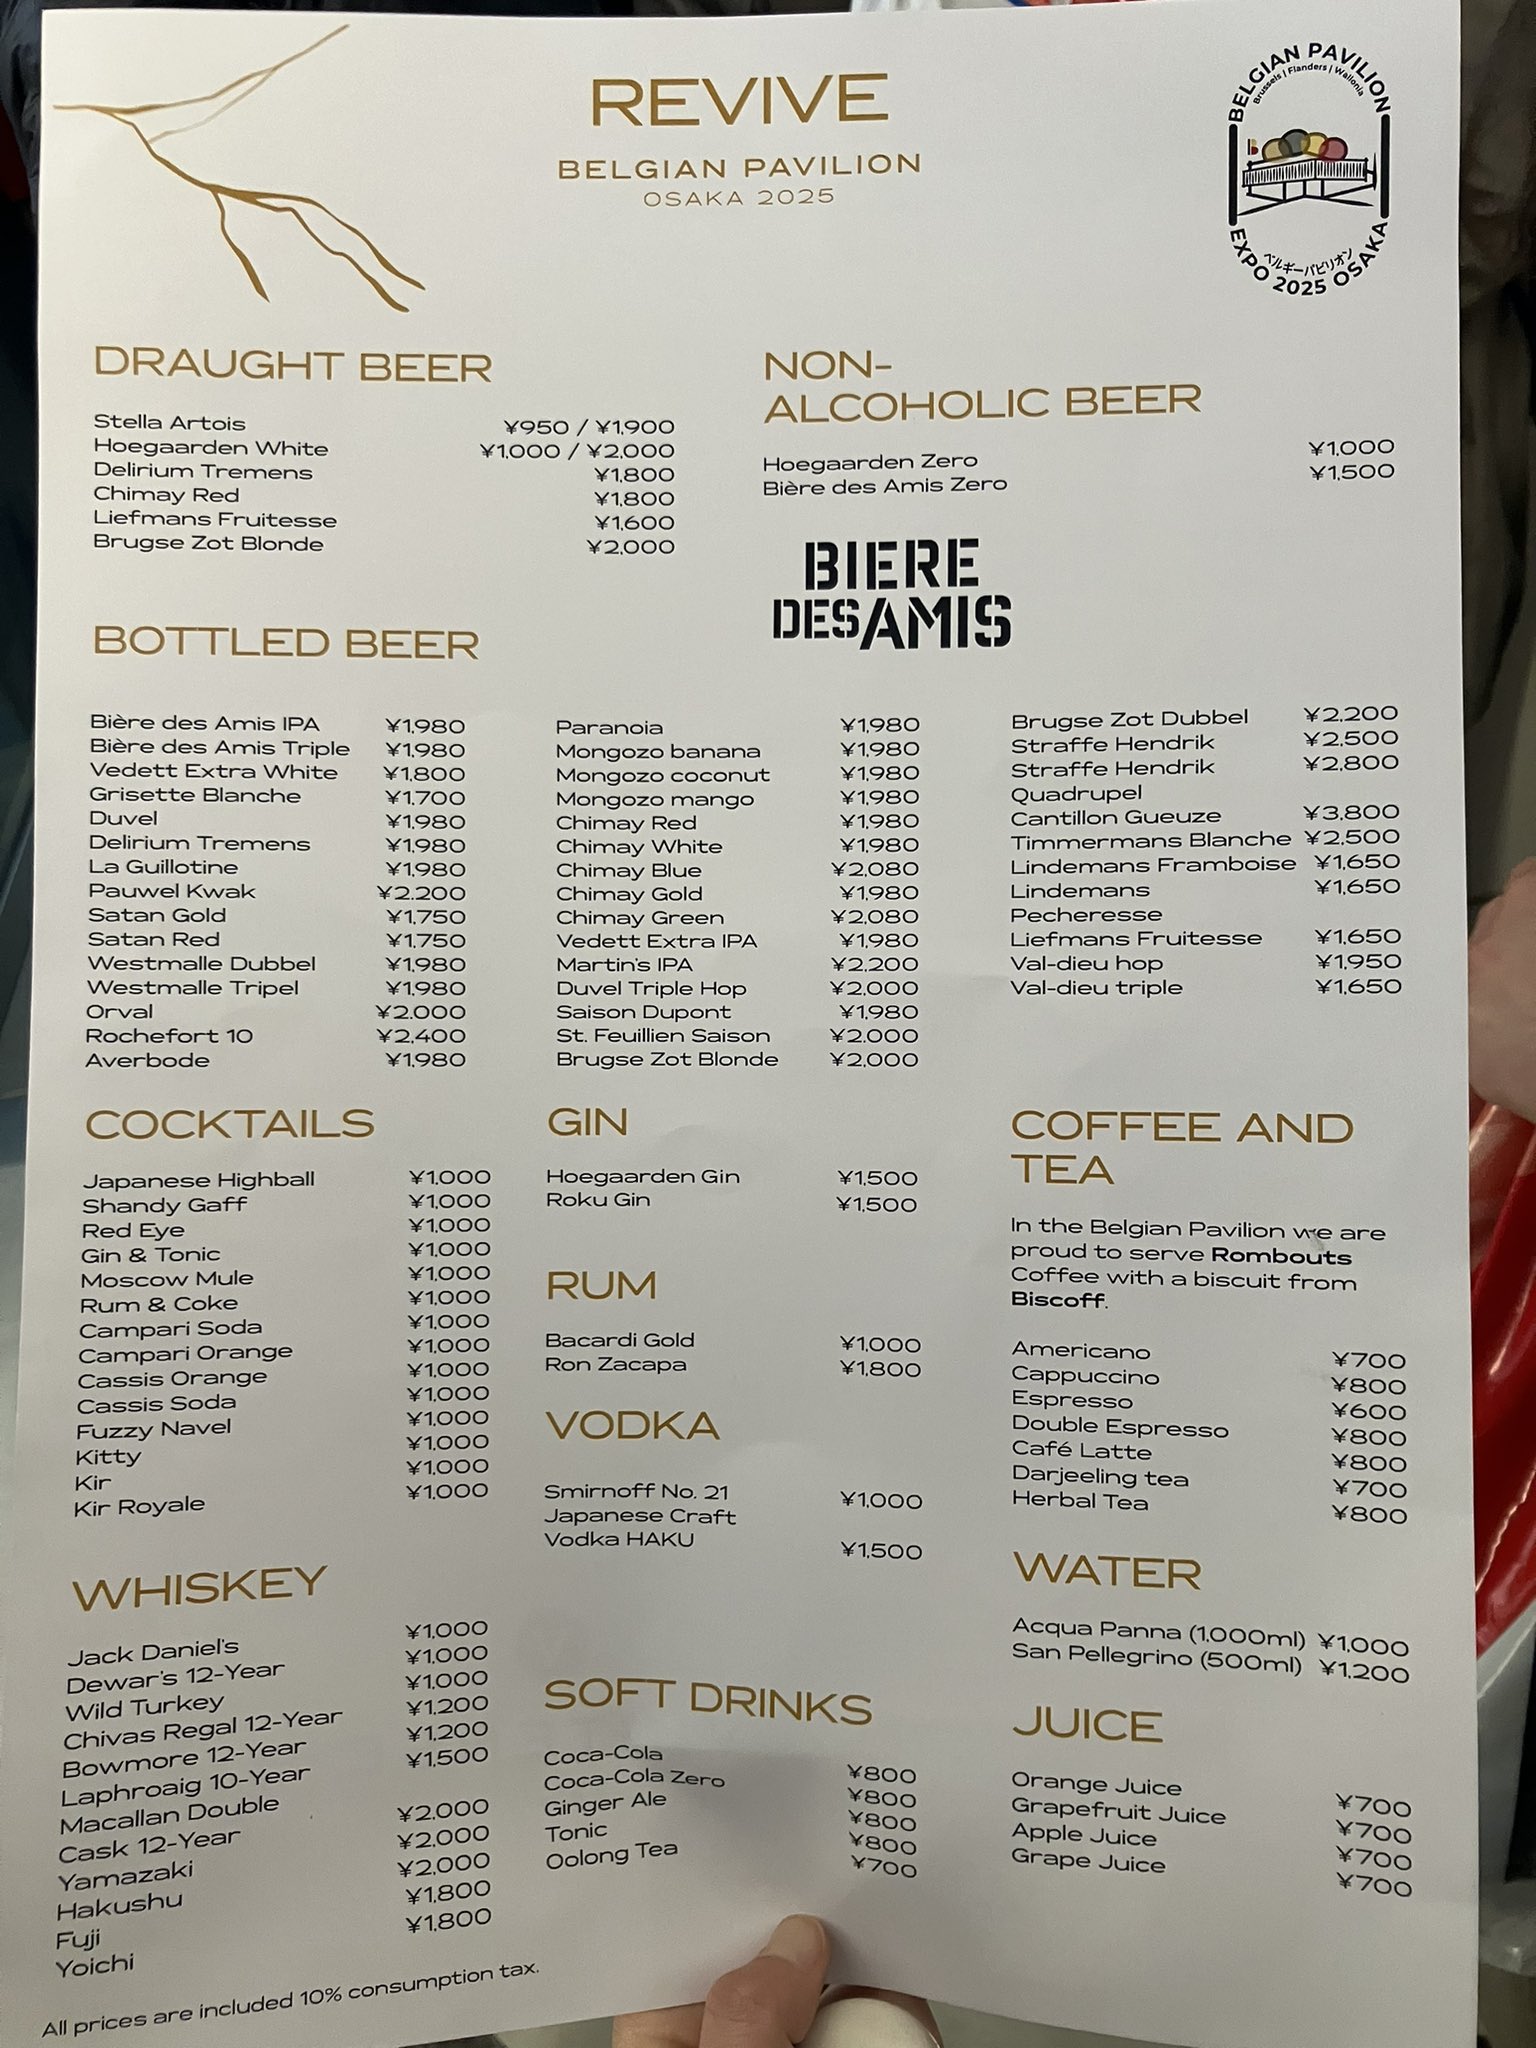 REVIVE
BELGIAN PAVILION
OSAKA 2025
BELGIAN PAVILION
Brussels | Flanders | Wallonia
B
ベルギーパビリオン
EXPO 2025 OSAKA
DRAUGHT BEER
Stella Artois ¥950 / ¥1,900
Hoegaarden White ¥1,000 / ¥2,000
Delirium Tremens ¥1,800
Chimay Red ¥1,800
Liefmans Fruitesse ¥1,600
Brugse Zot Blonde ¥2,000
NON-
ALCOHOLIC BEER
Hoegaarden Zero ¥1,000
Bière des Amis Zero ¥1,500
BIERE
DES AMIS
BOTTLED BEER
Bière des Amis IPA ¥1,980
Bière des Amis Triple ¥1,980
Vedett Extra White ¥1,800
Grisette Blanche ¥1,700
Duvel ¥1,980
Delirium Tremens ¥1,980
La Guillotine ¥1,980
Pauwel Kwak ¥2,200
Satan Gold ¥1,750
Satan Red ¥1,750
Westmalle Dubbel ¥1,980
Westmalle Tripel ¥1,980
Orval ¥2,000
Rochefort 10 ¥2,400
Averbode ¥1,980
Paranoia ¥1,980
Mongozo banana ¥1,980
Mongozo coconut ¥1,980
Mongozo mango ¥1,980
Chimay Red ¥1,980
Chimay White ¥1,980
Chimay Blue ¥2,080
Chimay Gold ¥1,980
Chimay Green ¥2,080
Vedett Extra IPA ¥1,980
Martin's IPA ¥2,200
Duvel Triple Hop ¥2,000
Saison Dupont ¥1,980
St. Feuillien Saison ¥2,000
Brugse Zot Blonde ¥2,000
Brugse Zot Dubbel ¥2,200
Straffe Hendrik ¥2,500
Straffe Hendrik ¥2,800
Quadrupel
Cantillon Gueuze ¥3,800
Timmermans Blanche ¥2,500
Lindemans Framboise ¥1,650
Lindemans ¥1,650
Pecheresse
Liefmans Fruitesse ¥1,650
Val-dieu hop ¥1,950
Val-dieu triple ¥1,650
COCKTAILS
Japanese Highball ¥1,000
Shandy Gaff ¥1,000
Red Eye ¥1,000
Gin & Tonic ¥1,000
Moscow Mule ¥1,000
Rum & Coke ¥1,000
Campari Soda ¥1,000
Campari Orange ¥1,000
Cassis Orange ¥1,000
Cassis Soda ¥1,000
Fuzzy Navel ¥1,000
Kitty ¥1,000
Kir ¥1,000
Kir Royale ¥1,000
WHISKEY
Jack Daniel's ¥1,000
Dewar's 12-Year ¥1,000
Wild Turkey ¥1,000
Chivas Regal 12-Year ¥1,200
Bowmore 12-Year ¥1,200
Laphroaig 10-Year ¥1,500
Macallan Double
Cask 12-Year ¥2,000
Yamazaki ¥2,000
Hakushu ¥2,000
Fuji ¥1,800
Yoichi ¥1,800
All prices are included 10% consumption tax.
GIN
Hoegaarden Gin ¥1,500
Roku Gin ¥1,500
RUM
Bacardi Gold ¥1,000
Ron Zacapa ¥1,800
VODKA
Smirnoff No. 21 ¥1,000
Japanese Craft
Vodka HAKU ¥1,500
SOFT DRINKS
Coca-Cola ¥800
Coca-Cola Zero ¥800
Ginger Ale ¥800
Tonic ¥800
Oolong Tea ¥700
COFFEE AND
TEA
In the Belgian Pavilion we are
proud to serve Rombouts
Coffee with a biscuit from
Biscoff.
Americano ¥700
Cappuccino ¥800
Espresso ¥600
Double Espresso ¥800
Café Latte ¥800
Darjeeling tea ¥700
Herbal Tea ¥800
WATER
Acqua Panna (1,000ml) ¥1,000
San Pellegrino (500ml) ¥1,200
JUICE
Orange Juice ¥700
Grapefruit Juice ¥700
Apple Juice ¥700
Grape Juice ¥700